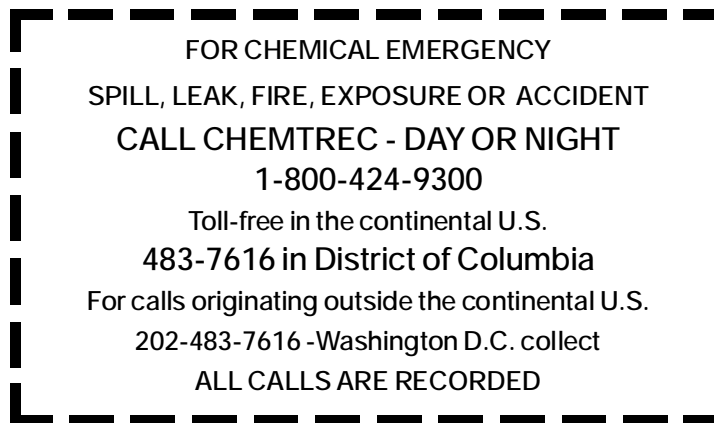 FOR CHEMICAL EMERGENCY
SPILL, LEAK, FIRE, EXPOSURE OR ACCIDENT
CALL CHEMTREC - DAY OR NIGHT
1-800-424-9300
Toll-free in the continental U.S.
483-7616 in District of Columbia
For calls originating outside the continental U.S.
202-483-7616 -Washington D.C. collect
ALL CALLS ARE RECORDED